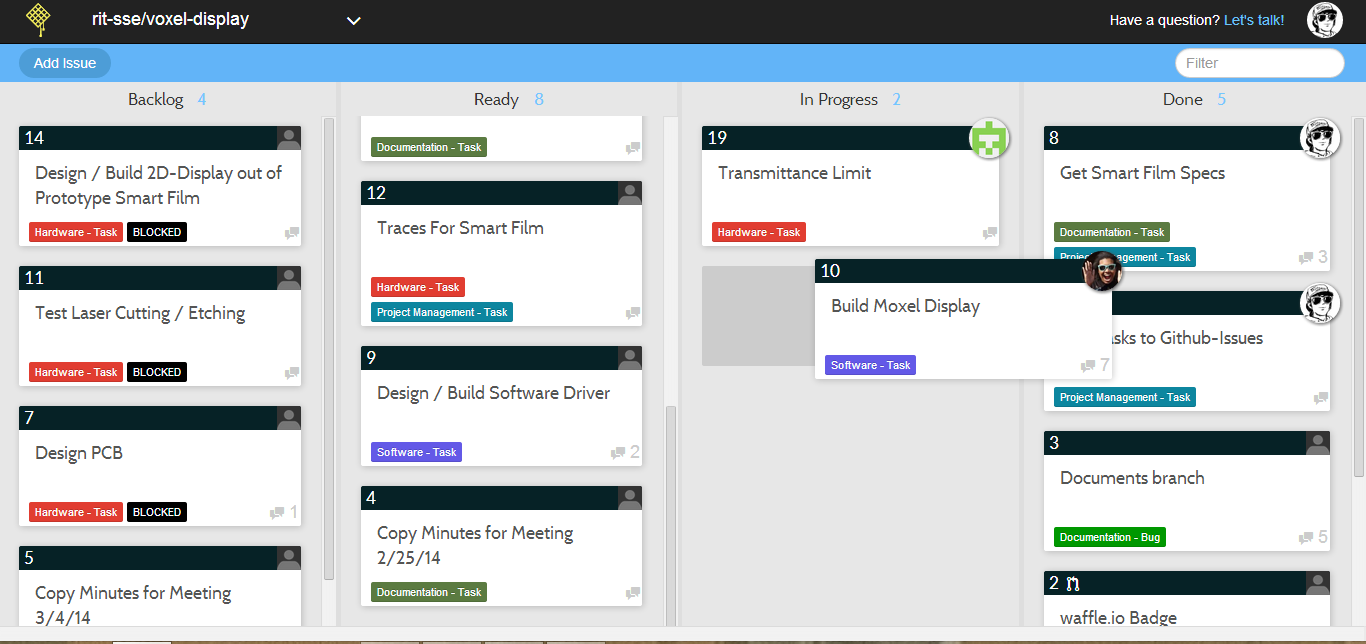 rit-sse/voxel-display
Have a question? Let's talk!
Add Issue
Filter
Backlog 4
14
Design / Build 2D-Display out of
Prototype Smart Film
Hardware - Task BLOCKED
11
Test Laser Cutting / Etching
Hardware - Task BLOCKED
7
Design PCB
Hardware - Task BLOCKED 1
5
Copy Minutes for Meeting
3/4/14
Ready 8
Documentation - Task
12
Traces For Smart Film
Hardware - Task
Project Management - Task
9
Design / Build Software Driver
Software - Task 2
4
Copy Minutes for Meeting
2/25/14
Documentation - Task
In Progress 2
19
Transmittance Limit
Hardware - Task
10
Build Moxel Display
Software - Task 7
Done 5
8
Get Smart Film Specs
Documentation - Task
Management - Task 3
to Github-Issues
Project Management - Task
3
Documents branch
Documentation - Bug 5
2
waffle.io Badge